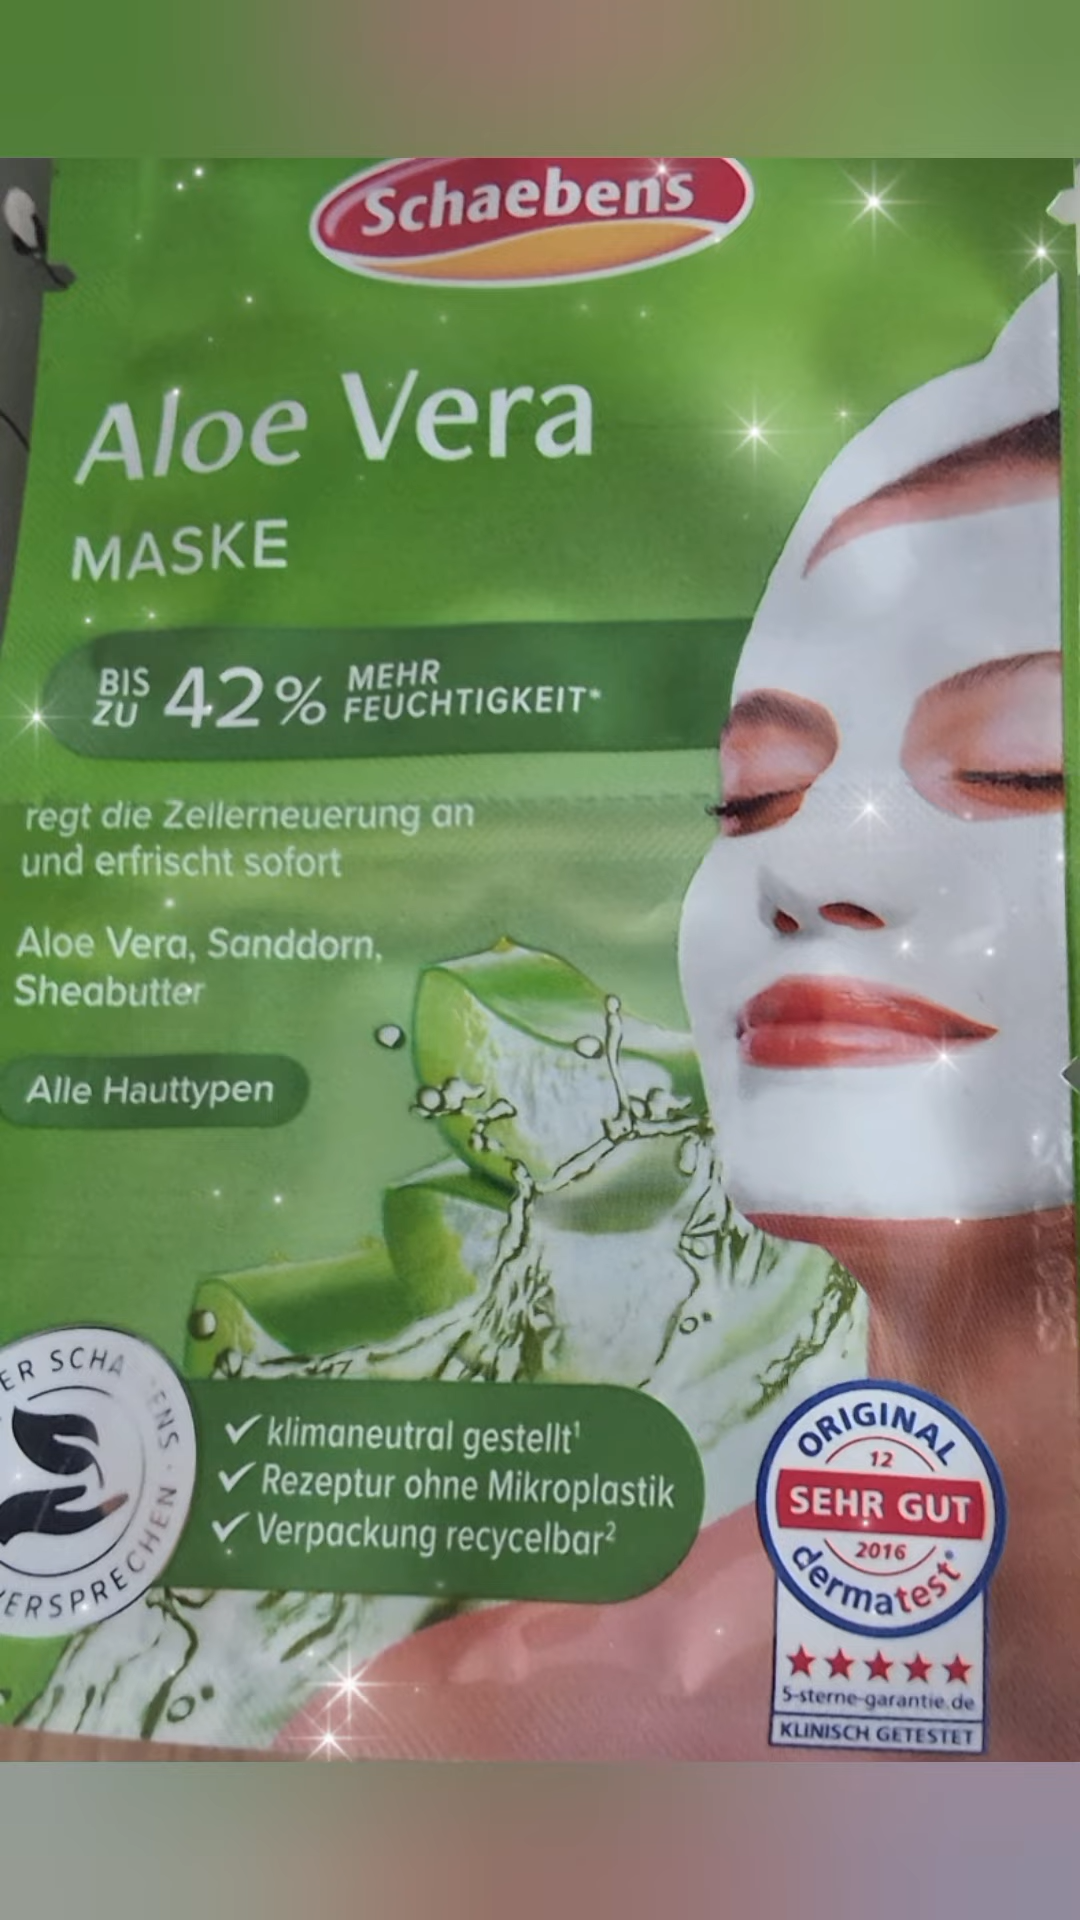 Schaebens
Aloe Vera
MASKE
BIS
ZU
42%
MEHR
FEUCHTIGKEIT*
regt die Zellerneuerung an
und erfrischt sofort
Aloe Vera, Sanddorn,
Sheabutter
Alle Hauttypen
ER SCHA ENS · VERSPRECHEN
✓ klimaneutral gestellt¹
✓ Rezeptur ohne Mikroplastik
✓ Verpackung recycelbar²
ORIGINAL
12
SEHR GUT
2016
dermatest®
5-sterne-garantie.de
KLINISCH GETESTET